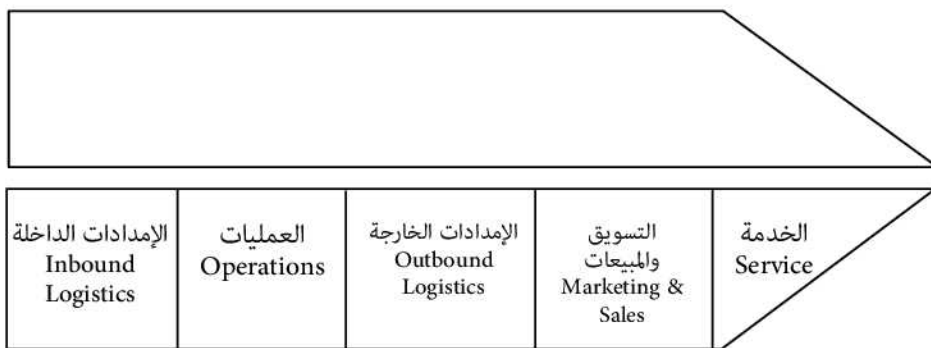 الإمدادات الداخلة
Inbound
Logistics
العمليات
Operations
الإمدادات الخارجة
Outbound
Logistics
التسويق
والمبيعات
Marketing &
Sales
الخدمة
Service